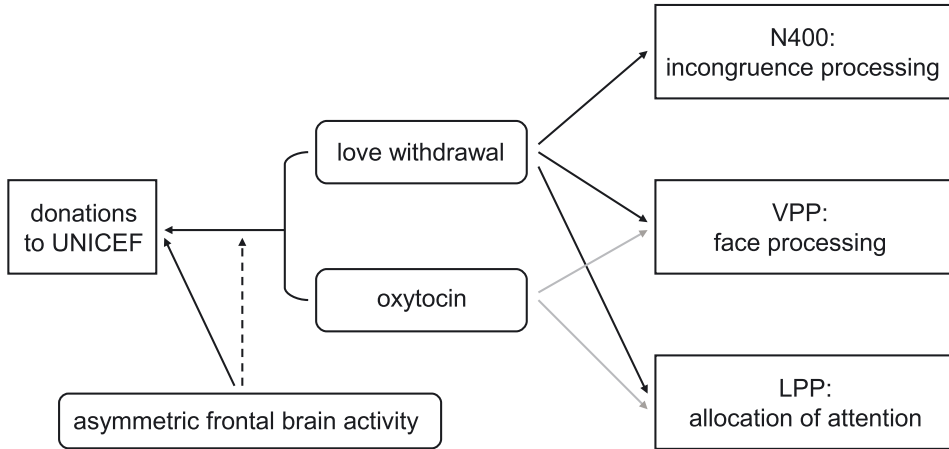 N400:
incongruence processing
love withdrawal
donations
to UNICEF
VPP:
face processing
oxytocin
LPP:
allocation of attention
asymmetric frontal brain activity